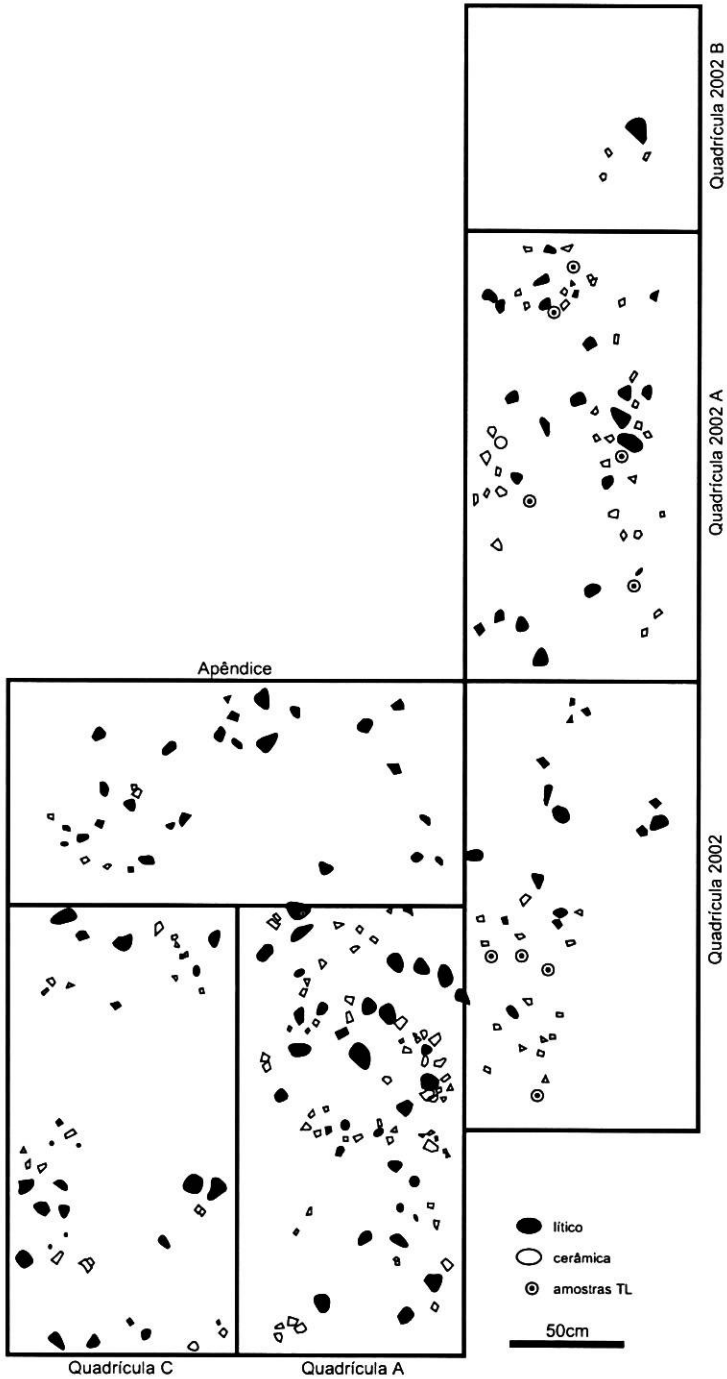 Quadrícula 2002 B
Quadrícula 2002 A
Apêndice
Quadrícula 2002
lítico
cerâmica
amostras TL
50cm
Quadrícula C
Quadrícula A